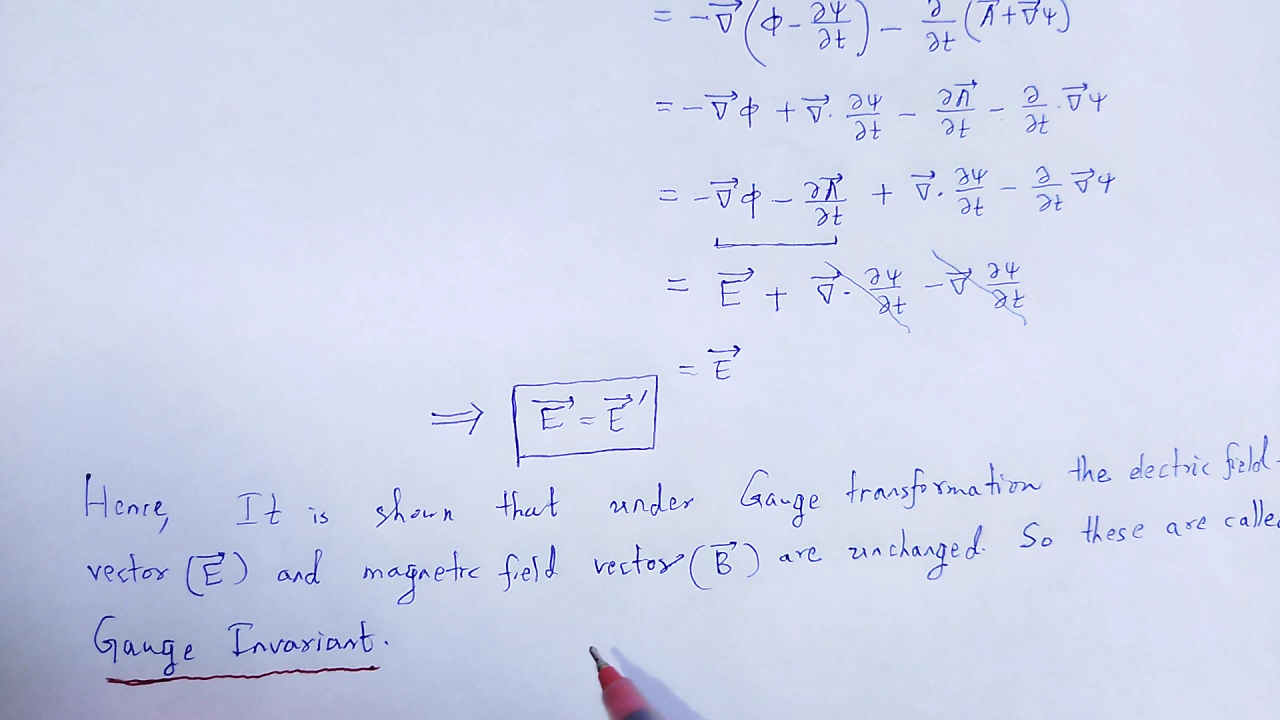 = -∇⃗(ϕ - ∂ψ/∂t) - ∂/∂t (A⃗ + ∇⃗ψ)
= -∇⃗ϕ + ∇⃗. ∂ψ/∂t - ∂A⃗/∂t - ∂/∂t . ∇⃗ψ
= -∇⃗ϕ - ∂A⃗/∂t + ∇⃗. ∂ψ/∂t - ∂/∂t ∇⃗ψ
= E⃗ + ∇⃗. ∂ψ/∂t - ∇⃗ ∂ψ/∂t
= E⃗
⟹ E⃗ = E⃗'
Hence, It is shown that under Gauge transformation the electric field
vector (E⃗) and magnetic field vector (B⃗) are unchanged. So these are called
Gauge Invariant.